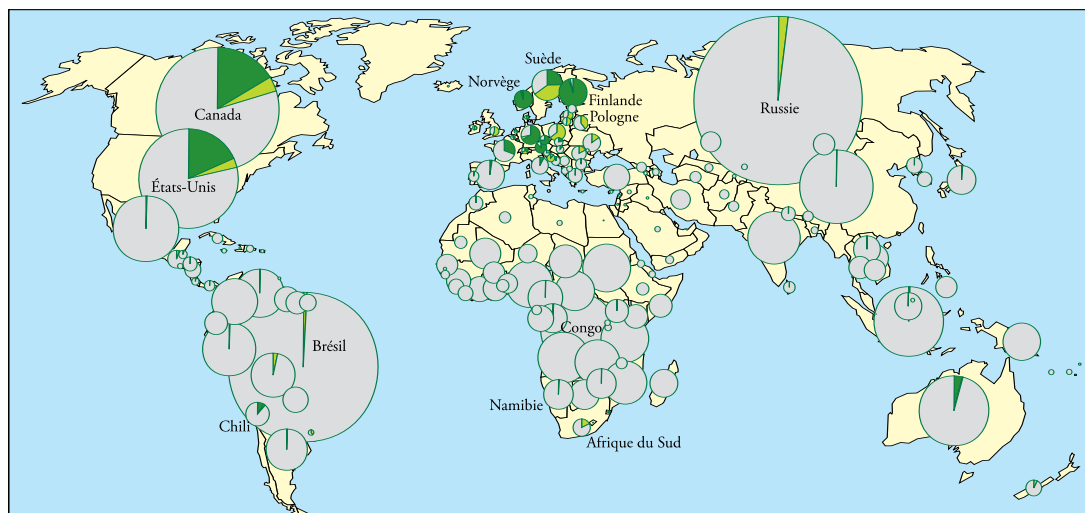 Suède
Norvège
Finlande
Pologne
Canada
Russie
États-Unis
Congo
Brésil
Namibie
Chili
Afrique du Sud